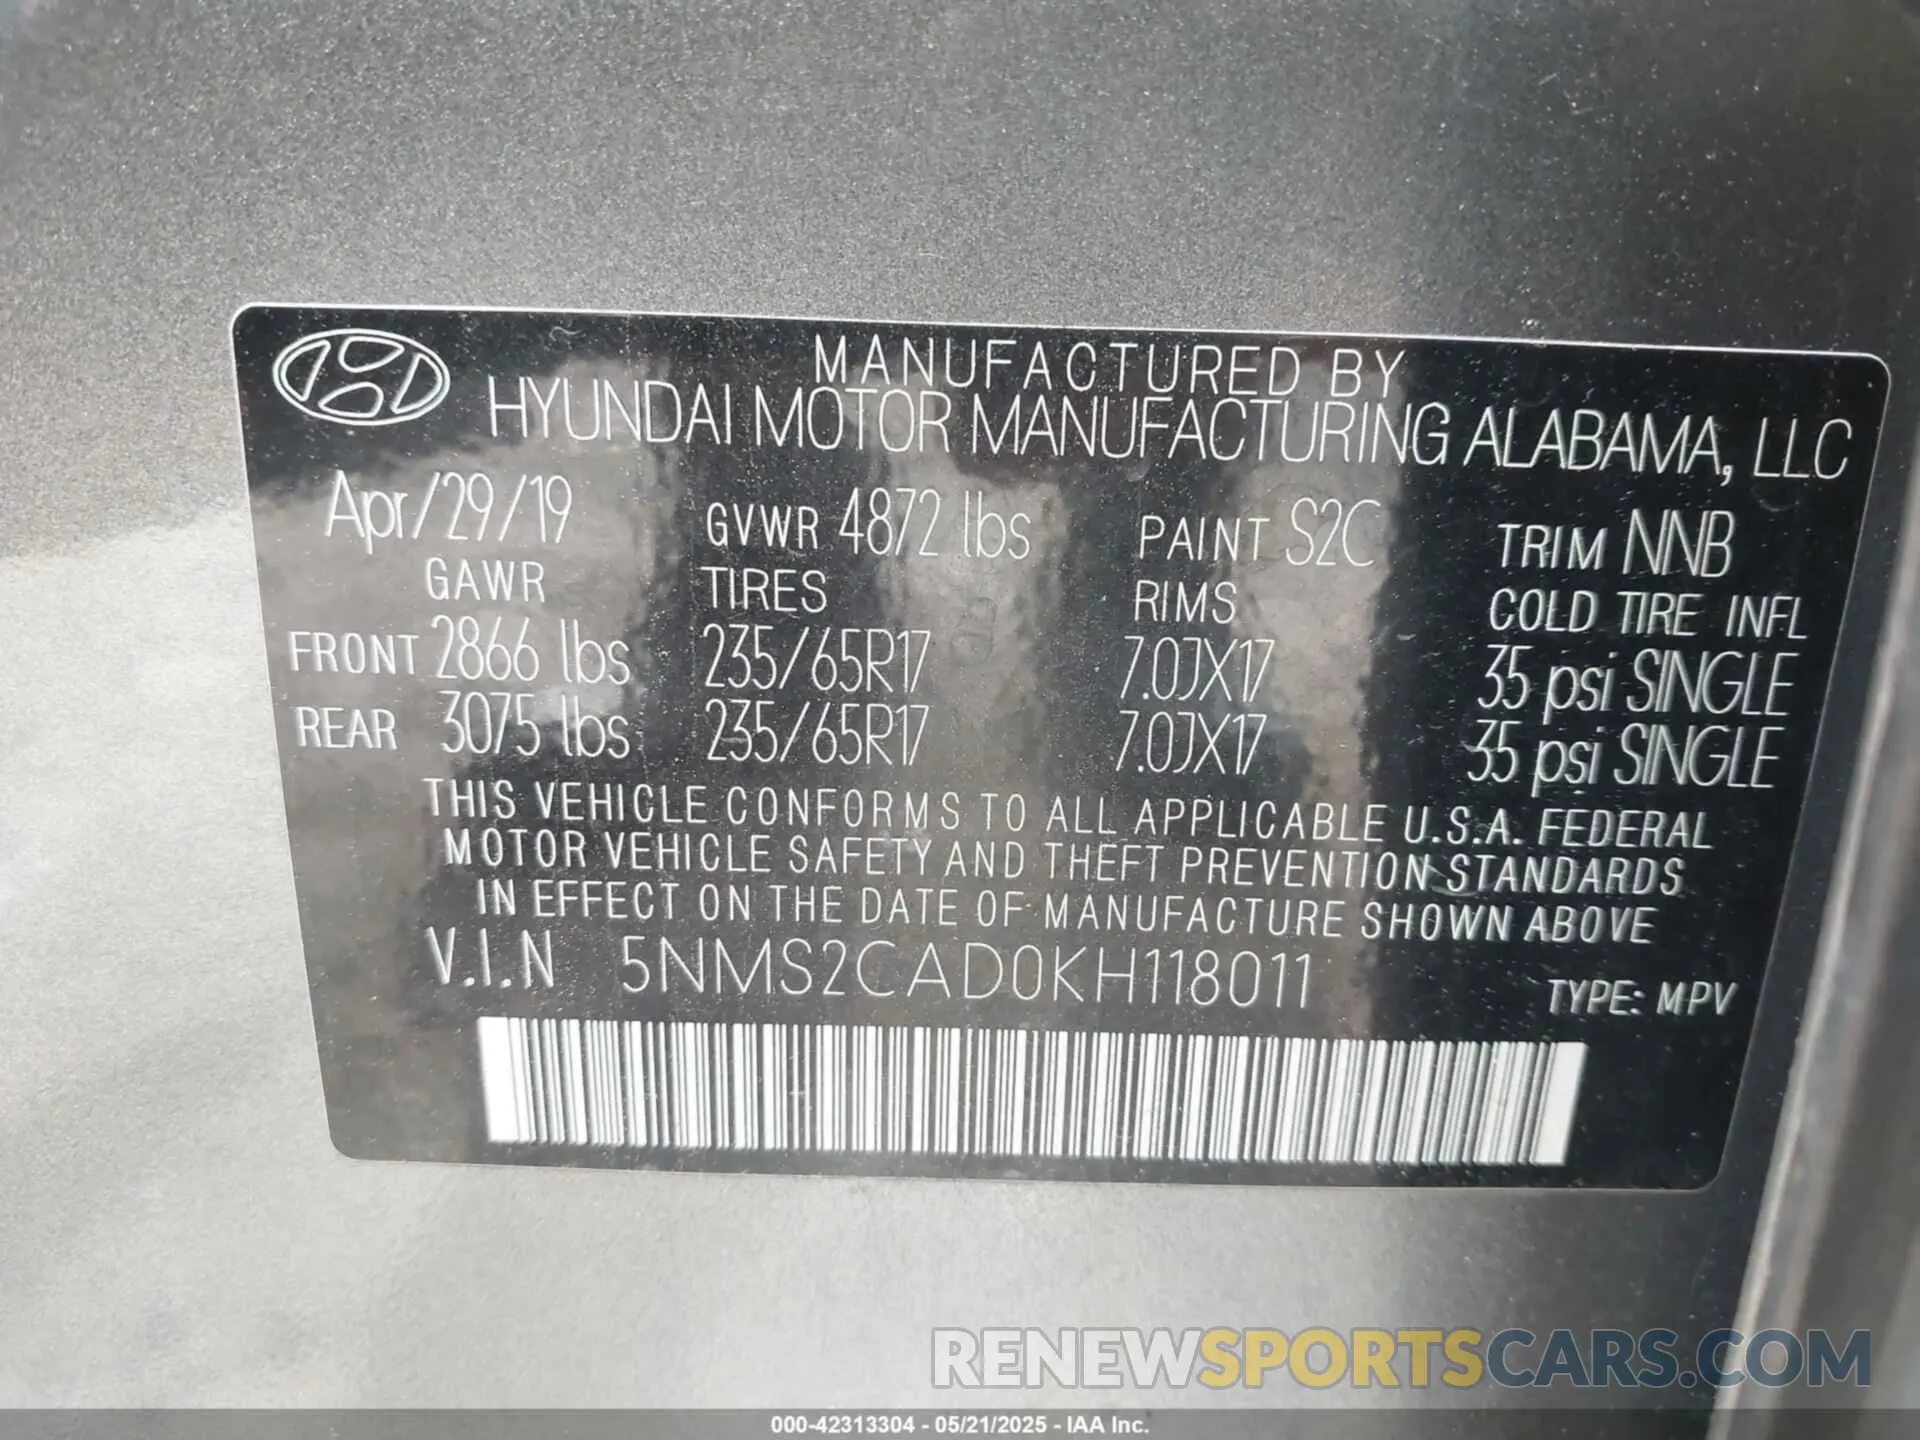 MANUFACTURED BY
HYUNDAI MOTOR MANUFACTURING ALABAMA, LLC
Apr/29/19 GVWR 4872 lbs PAINT S2C TRIM NNB
GAWR TIRES RIMS COLD TIRE INFL
FRONT 2866 lbs 235/65R17 7.0JX17 35 psi SINGLE
REAR 3075 lbs 235/65R17 7.0JX17 35 psi SINGLE
THIS VEHICLE CONFORMS TO ALL APPLICABLE U.S.A. FEDERAL
MOTOR VEHICLE SAFETY AND THEFT PREVENTION STANDARDS
IN EFFECT ON THE DATE OF MANUFACTURE SHOWN ABOVE
V.I.N 5NMS2CAD0KH118011 TYPE: MPV
RENEWSPORTSCARS.COM
000-42313304 - 05/21/2025 - IAA Inc.